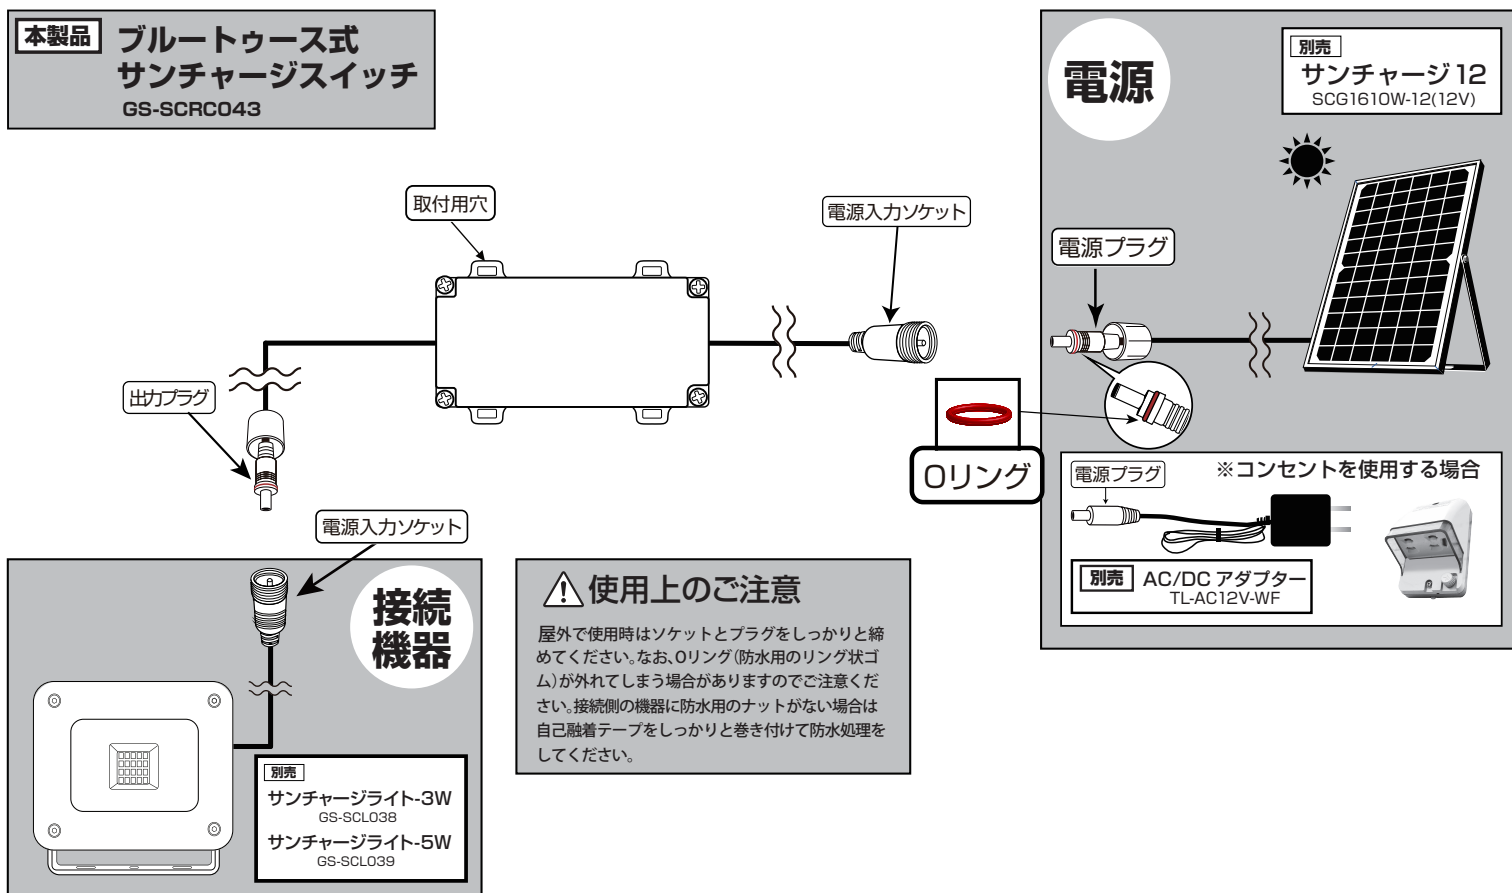 本製品
ブルートゥース式
サンチャージスイッチ
GS-SCRC043
電源
別売
サンチャージ12
SCG1610W-12(12V)
取付用穴
電源入力ソケット
電源プラグ
出力プラグ
Oリング
電源プラグ
※コンセントを使用する場合
別売
AC/DC アダプター
TL-AC12V-WF
電源入力ソケット
接続
機器
別売
サンチャージライト-3W
GS-SCL038
サンチャージライト-5W
GS-SCL039
使用上のご注意
屋外で使用時はソケットとプラグをしっかりと締
めてください。なお、Oリング(防水用のリング状ゴ
ム)が外れてしまう場合がありますのでご注意くだ
さい。接続側の機器に防水用のナットがない場合は
自己融着テープをしっかりと巻き付けて防水処理を
してください。